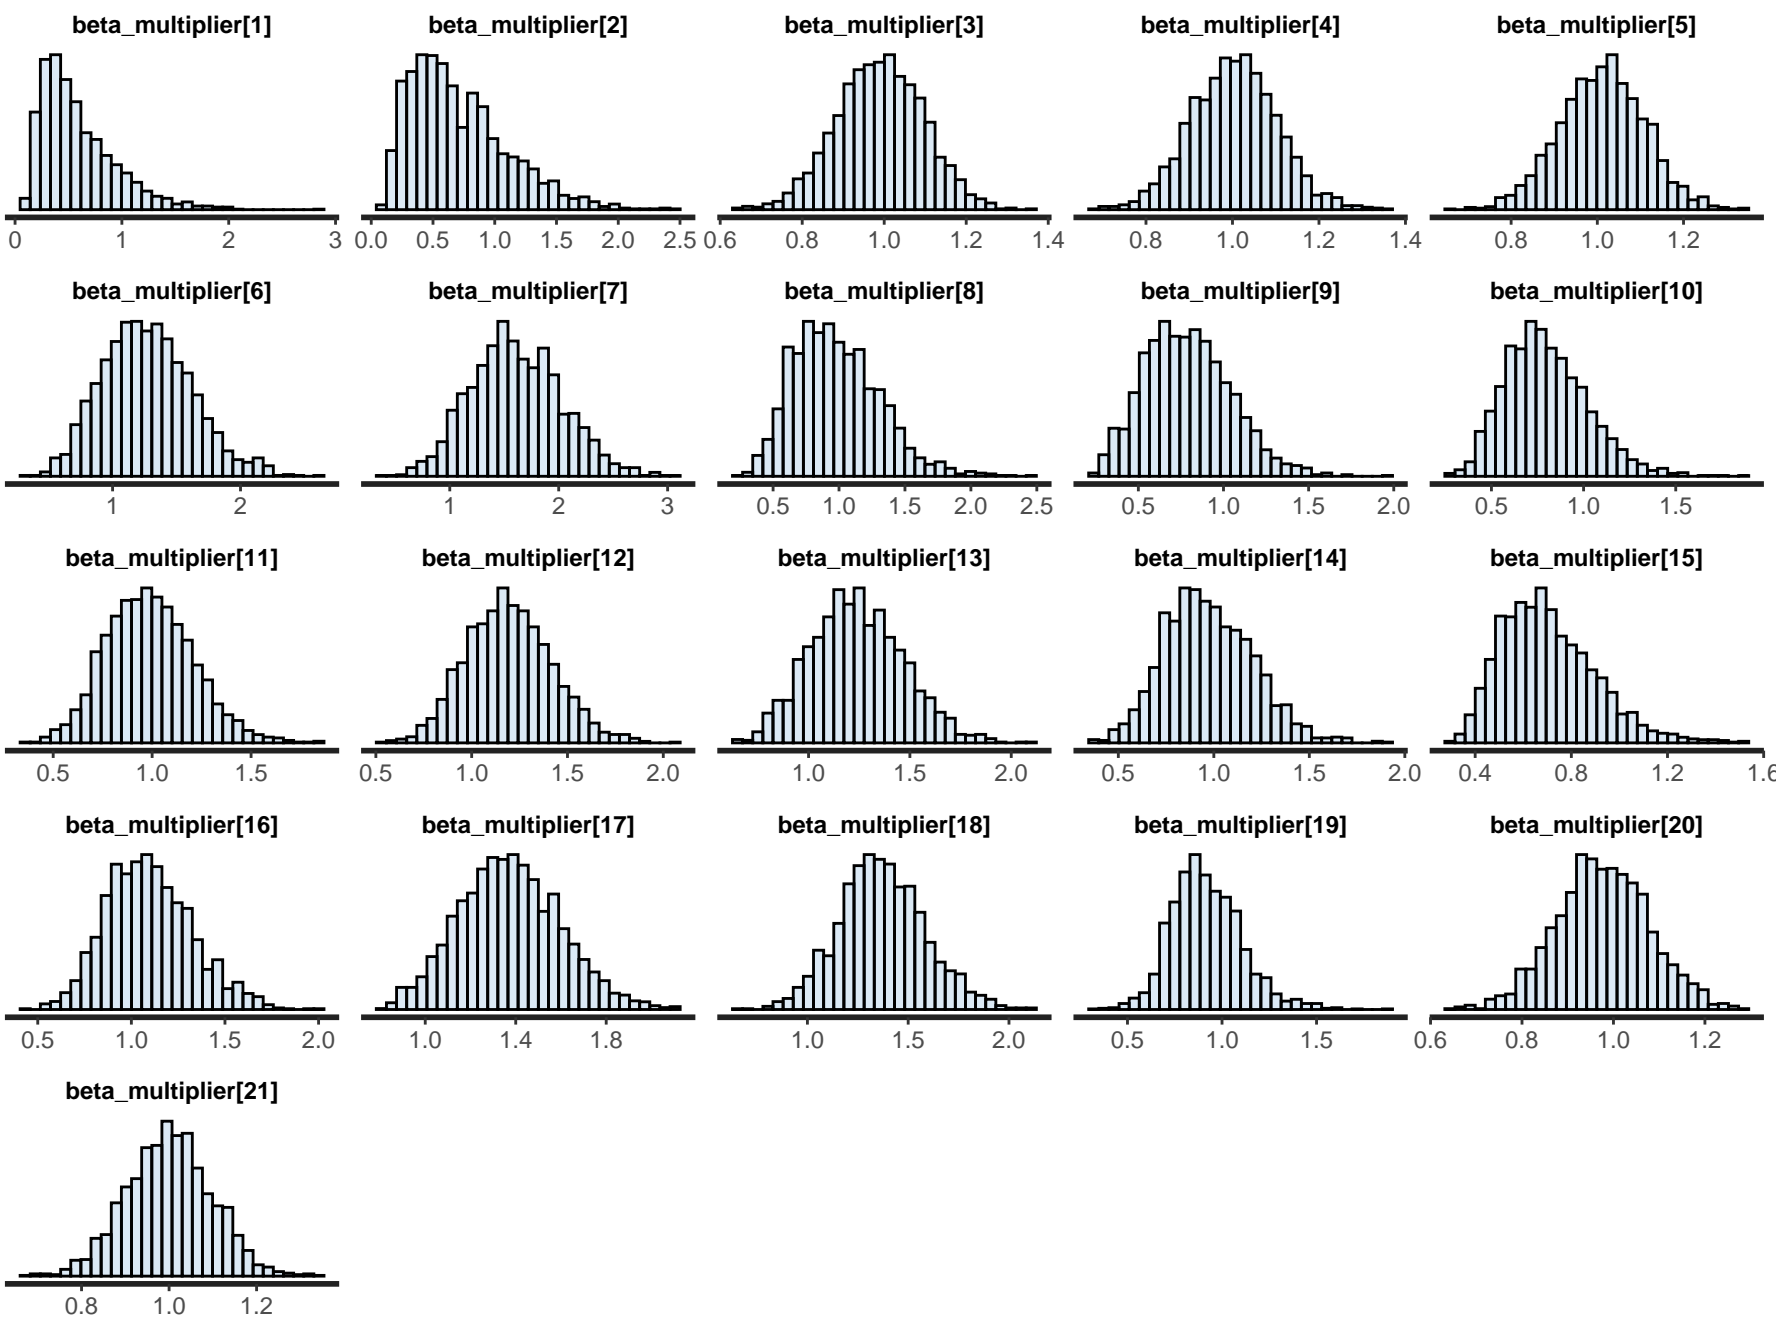 beta_multiplier[1] beta_multiplier[2] beta_multiplier[3] beta_multiplier[4] beta_multiplier[5]
0 1 2 3 0.0 0.5 1.0 1.5 2.0 2.5 0.6 0.8 1.0 1.2 1.4 0.8 1.0 1.2 1.4 0.8 1.0 1.2
beta_multiplier[6] beta_multiplier[7] beta_multiplier[8] beta_multiplier[9] beta_multiplier[10]
1 2 1 2 3 0.5 1.0 1.5 2.0 2.5 0.5 1.0 1.5 2.0 0.5 1.0 1.5
beta_multiplier[11] beta_multiplier[12] beta_multiplier[13] beta_multiplier[14] beta_multiplier[15]
0.5 1.0 1.5 0.5 1.0 1.5 2.0 1.0 1.5 2.0 0.5 1.0 1.5 2.0 0.4 0.8 1.2 1.6
beta_multiplier[16] beta_multiplier[17] beta_multiplier[18] beta_multiplier[19] beta_multiplier[20]
0.5 1.0 1.5 2.0 1.0 1.4 1.8 1.0 1.5 2.0 0.5 1.0 1.5 0.6 0.8 1.0 1.2
beta_multiplier[21]
0.8 1.0 1.2